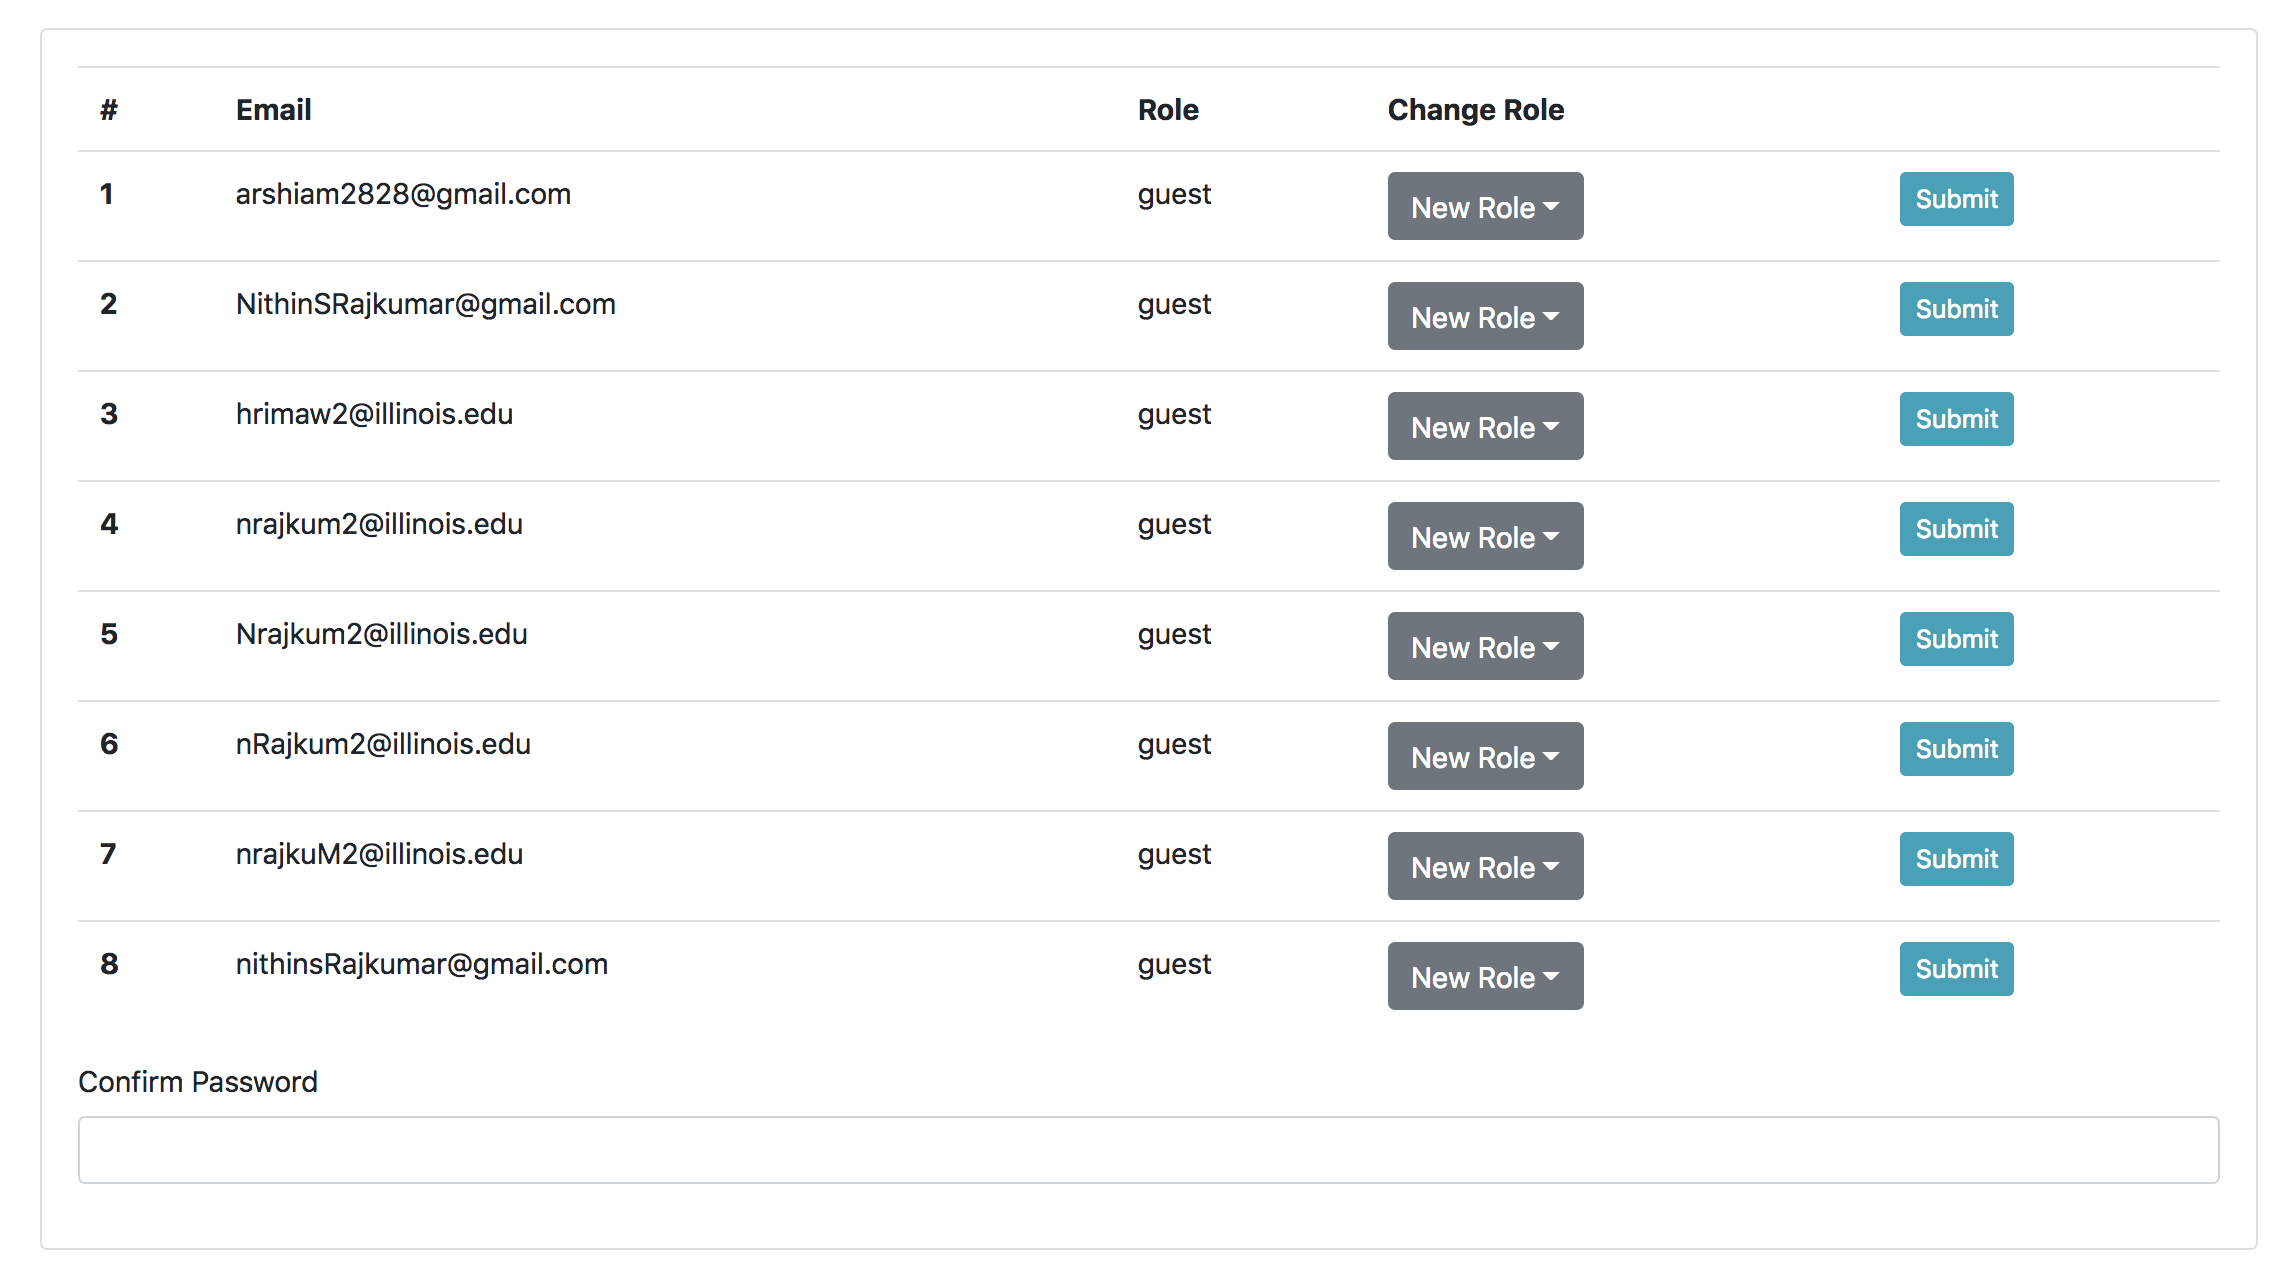 # Email Role Change Role
1 arshiam2828@gmail.com guest New Role Submit
2 NithinSRajkumar@gmail.com guest New Role Submit
3 hrimaw2@illinois.edu guest New Role Submit
4 nrajkum2@illinois.edu guest New Role Submit
5 Nrajkum2@illinois.edu guest New Role Submit
6 nRajkum2@illinois.edu guest New Role Submit
7 nrajkuM2@illinois.edu guest New Role Submit
8 nithinsRajkumar@gmail.com guest New Role Submit
Confirm Password